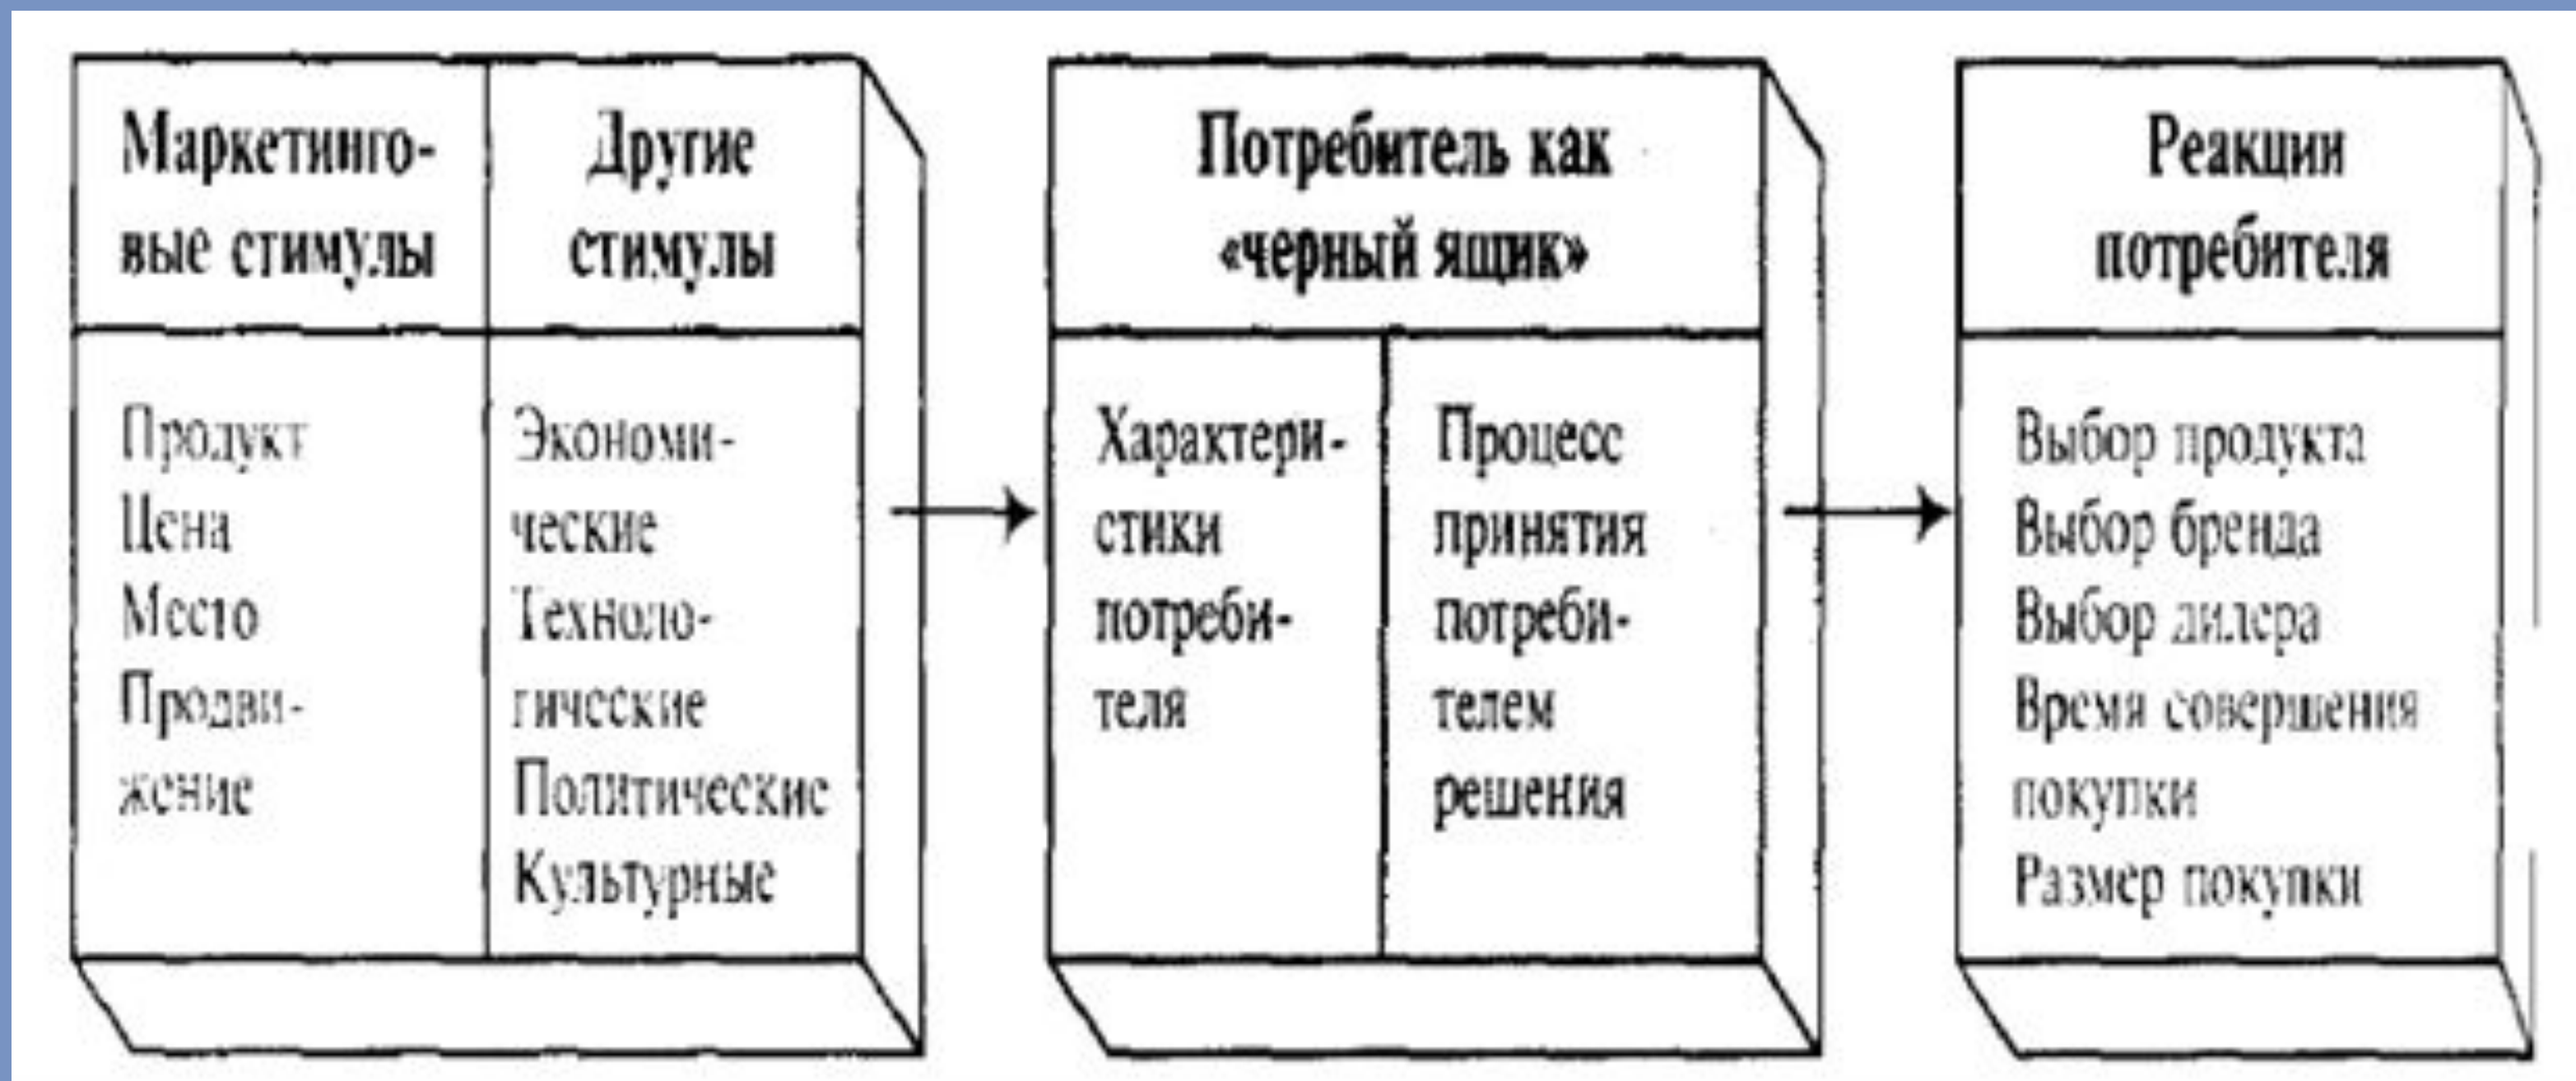 Маркетинго-
вые стимулы
Другие
стимулы
Продукт
Цена
Место
Продви-
жение
Экономи-
ческие
Техноло-
гические
Политические
Культурные
Потребитель как
«черный ящик»
Характери-
стики
потреби-
теля
Процесс
принятия
потреби-
телем
решения
Реакции
потребителя
Выбор продукта
Выбор бренда
Выбор дилера
Время совершения
покупки
Размер покупки